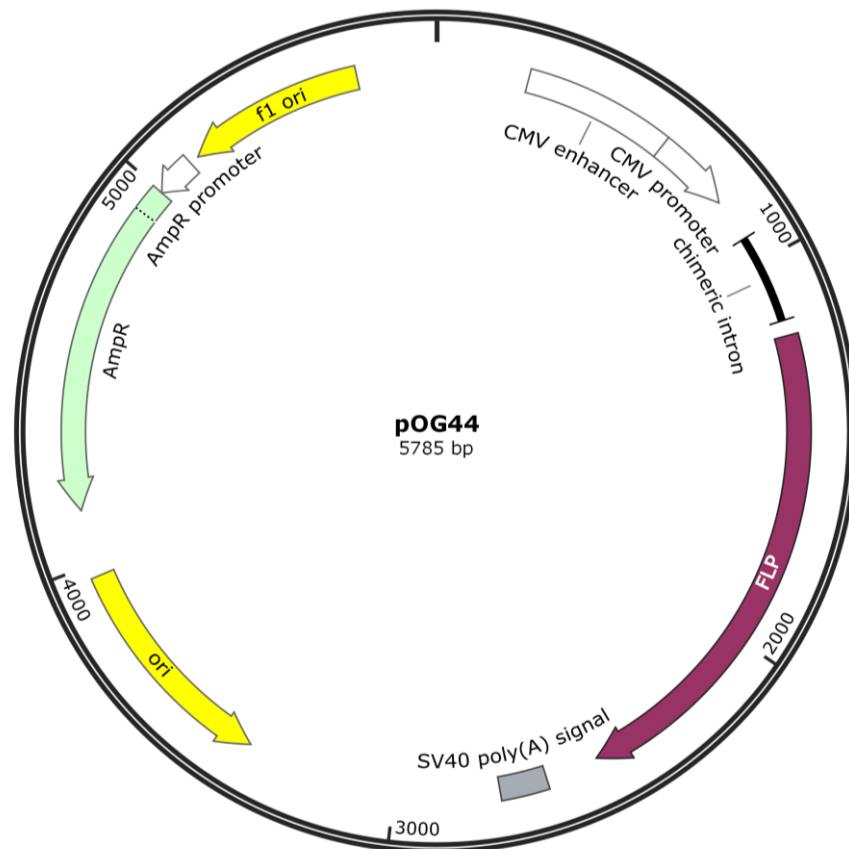 f1 ori
CMV enhancer
CMV promoter
AmpR promoter
5000
1000
chimeric intron
AmpR
pOG44
5785 bp
FLP
4000
2000
ori
SV40 poly(A) signal
3000